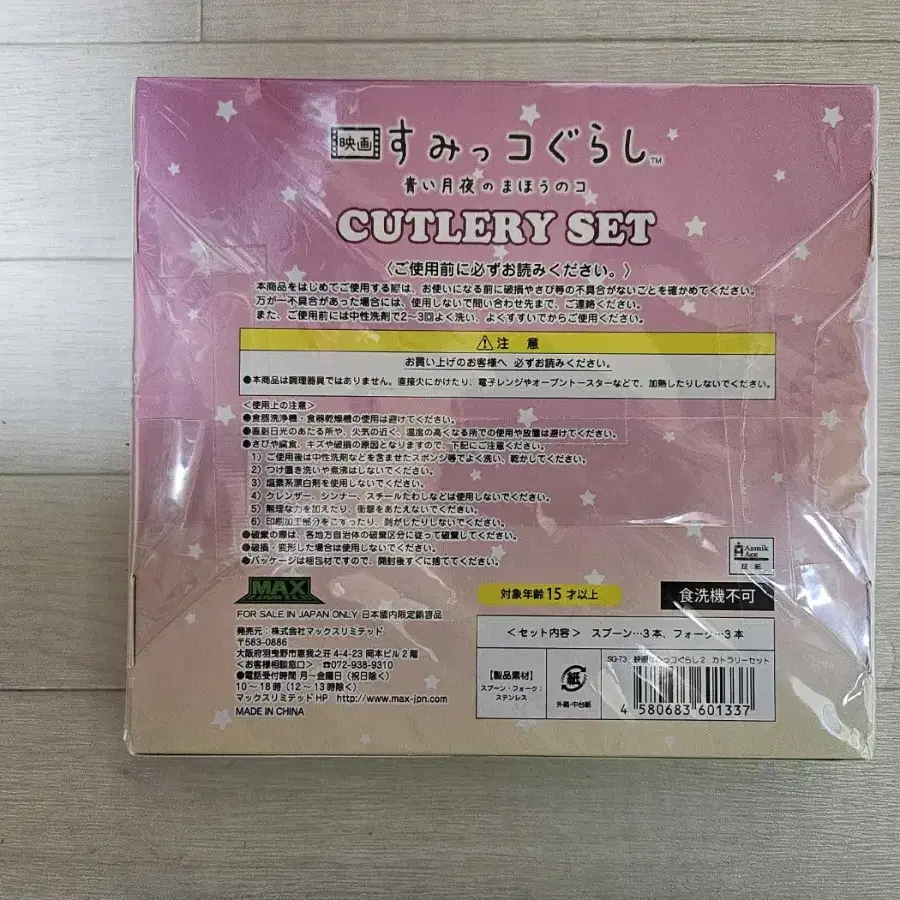 映画 すみっコぐらし™
青い月夜のまほうのコ
CUTLERY SET
〈ご使用前に必ずお読みください。〉
本商品をはじめてご使用する際は、お使いになる前に破損やさび等の不具合がないことを確かめてください。
万が一不具合があった場合には、使用しないで問い合わせ先まで、ご連絡ください。
また、ご使用前には中性洗剤で2〜3回よく洗い、よくすすいでからご使用ください。
⚠注 意
お買い上げのお客様へ 必ずお読みください。
●本商品は調理器具ではありません。直接火にかけたり、電子レンジやオーブントースターなどで、加熱したりしないでください。
＜使用上の注意＞
●食器洗浄機・食器乾燥機の使用は避けてください。
●直射日光のあたる所や、火気の近く、温度の高くなる所での使用や放置は避けてください。
●さびや腐食、キズや破損の原因となりますので、下記にご注意ください。
1）ご使用後は中性洗剤などを含ませたスポンジ等でよく洗い、乾かしてください。
2）つけ置き洗いや煮沸はしないでください。
3）塩素系漂白剤を使用しないでください。
4）クレンザー、シンナー、スチールたわしなどは使用しないでください。
5）無理な力を加えたり、衝撃をあたえないでください。
6）印刷加工部分をこすったり、剥がしたりしないでください。
●破棄の際は、各地方自治体の破棄区分に従って破棄してください。
●破損・変形した場合は使用しないでください。
●パッケージは梱包材ですので、開封後すぐに捨ててください。
Asmik
Ace
証 紙
MAX
LIMITED
対象年齢15才以上
食洗機不可
FOR SALE IN JAPAN ONLY 日本國内限定銷售品
発売元：株式会社マックスリミテッド
〒583-0886
大阪府羽曳野市恵我之荘 4-4-23 岡本ビル 2 階
＜お客様相談窓口＞ ☎072-938-9310
●電話受付時間 月〜金曜日（祝日除く）
10〜18時（12〜13時除く）
マックスリミテッドHP http://www.max-jpn.com
MADE IN CHINA
＜セット内容＞ スプーン…3本、フォーク…3本
【製品素材】
スプーン・フォーク：
ステンレス
紙
外箱・中台紙
SG-73 映画すみっコぐらし2 カトラリーセット
4 580683 601337